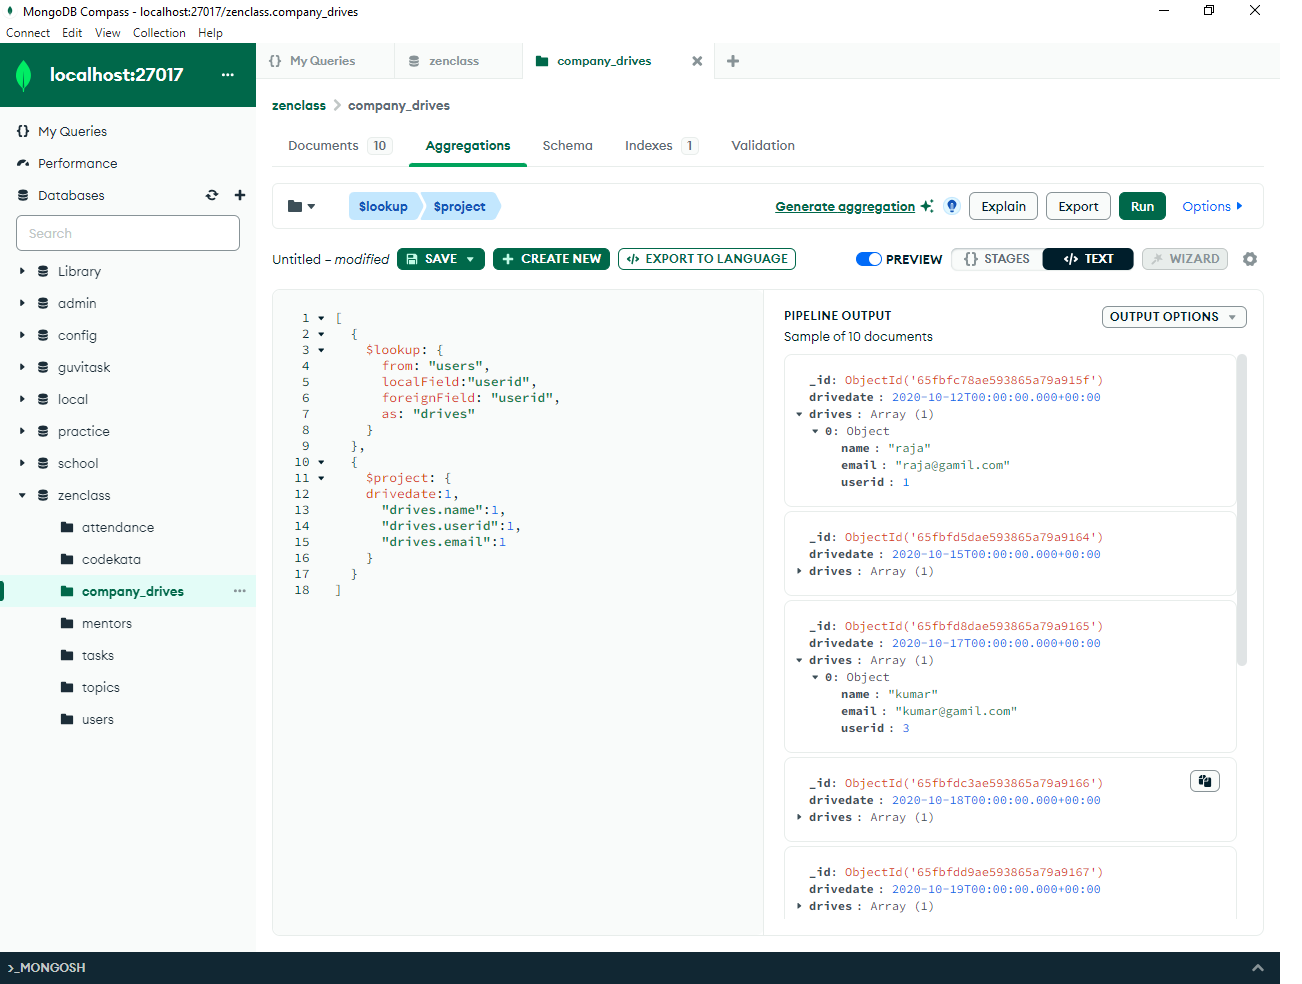 MongoDB Compass - localhost:27017/zenclass.company_drives
Connect Edit View Collection Help
localhost:27017 ...
{} My Queries
Performance
Databases
Search
Library
admin
config
guvitask
local
practice
school
zenclass
attendance
codekata
company_drives ...
mentors
tasks
topics
users
{} My Queries
zenclass
company_drives
zenclass > company_drives
Documents 10
Aggregations
Schema
Indexes 1
Validation
$lookup $project
Generate aggregation
Explain
Export
Run
Options
Untitled – modified
SAVE
+ CREATE NEW
</> EXPORT TO LANGUAGE
PREVIEW
{} STAGES
</> TEXT
WIZARD
1 [
2 {
3 $lookup: {
4 from: "users",
5 localField:"userid",
6 foreignField: "userid",
7 as: "drives"
8 }
9 },
10 {
11 $project: {
12 drivedate:1,
13 "drives.name":1,
14 "drives.userid":1,
15 "drives.email":1
16 }
17 }
18 ]
PIPELINE OUTPUT
Sample of 10 documents
OUTPUT OPTIONS
_id: ObjectId('65fbfc78ae593865a79a915f')
drivedate : 2020-10-12T00:00:00.000+00:00
drives : Array (1)
0: Object
name : "raja"
email : "raja@gamil.com"
userid : 1
_id: ObjectId('65fbfd5dae593865a79a9164')
drivedate : 2020-10-15T00:00:00.000+00:00
drives : Array (1)
_id: ObjectId('65fbfd8dae593865a79a9165')
drivedate : 2020-10-17T00:00:00.000+00:00
drives : Array (1)
0: Object
name : "kumar"
email : "kumar@gamil.com"
userid : 3
_id: ObjectId('65fbfdc3ae593865a79a9166')
drivedate : 2020-10-18T00:00:00.000+00:00
drives : Array (1)
_id: ObjectId('65fbfdd9ae593865a79a9167')
drivedate : 2020-10-19T00:00:00.000+00:00
drives : Array (1)
>_MONGOSH